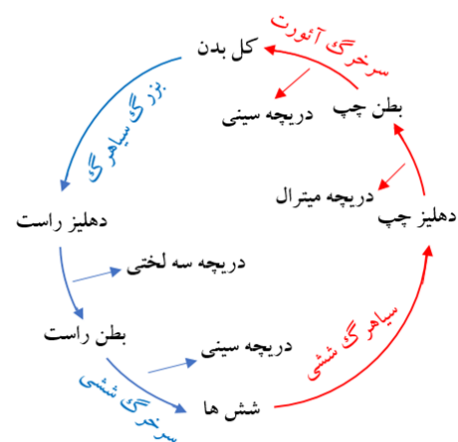 سرخرگ آئورت
کل بدن
بطن چپ
دریچه سینی
بزرگ سیاهرگ
دریچه میترال
دهلیز چپ
دهلیز راست
دریچه سه لختی
سیاهرگ ششی
بطن راست
دریچه سینی
سرخرگ ششی
شش ها